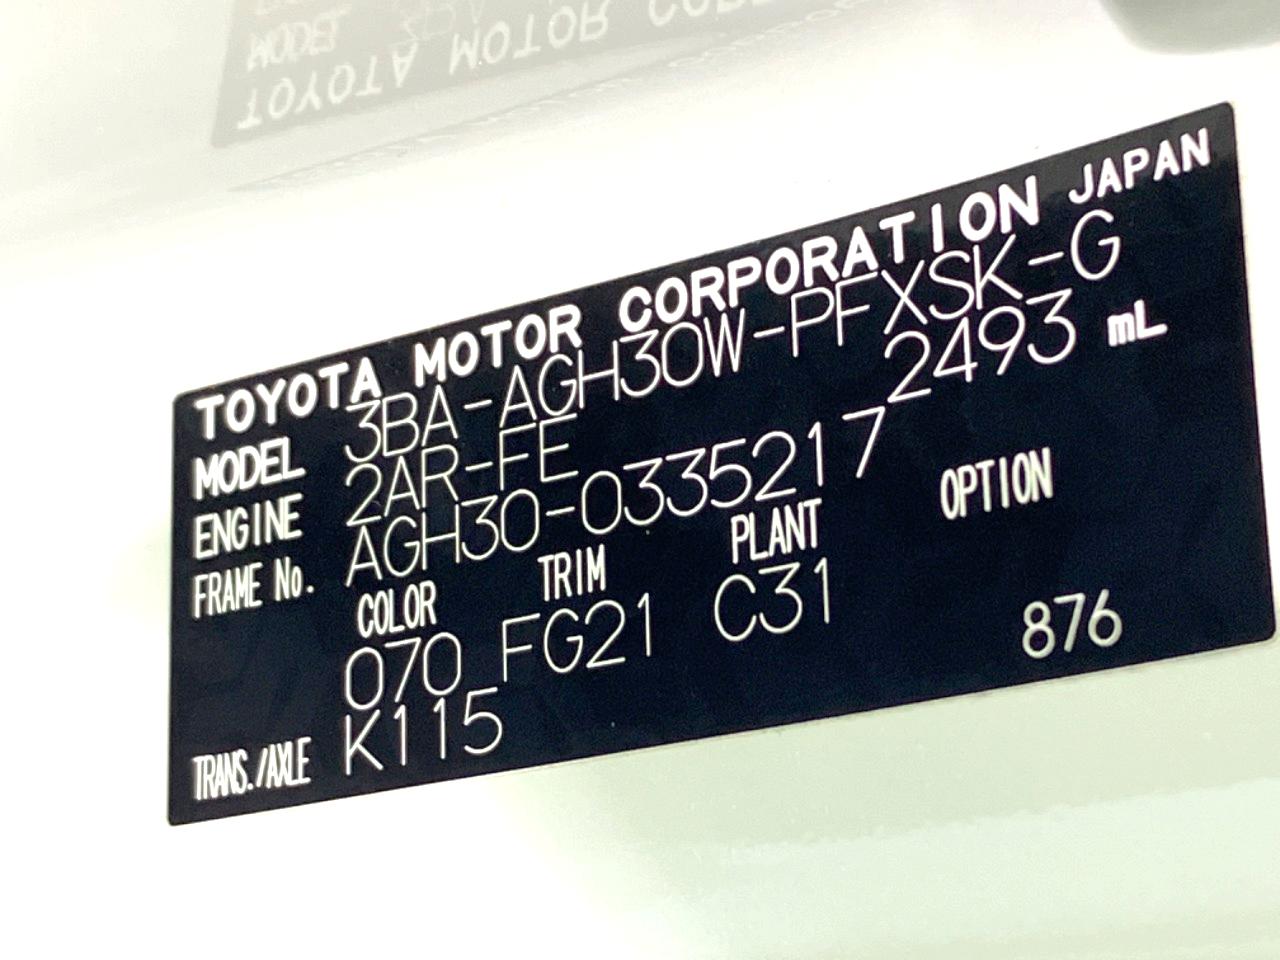 TOYOTA MOTOR CORPORATION JAPAN
MODEL 3BA-AGH30W-PFXSK-G
ENGINE 2AR-FE 2493 mL
FRAME No. AGH30-0335217
COLOR TRIM PLANT OPTION
070 FG21 C31
876
TRANS./AXLE K115